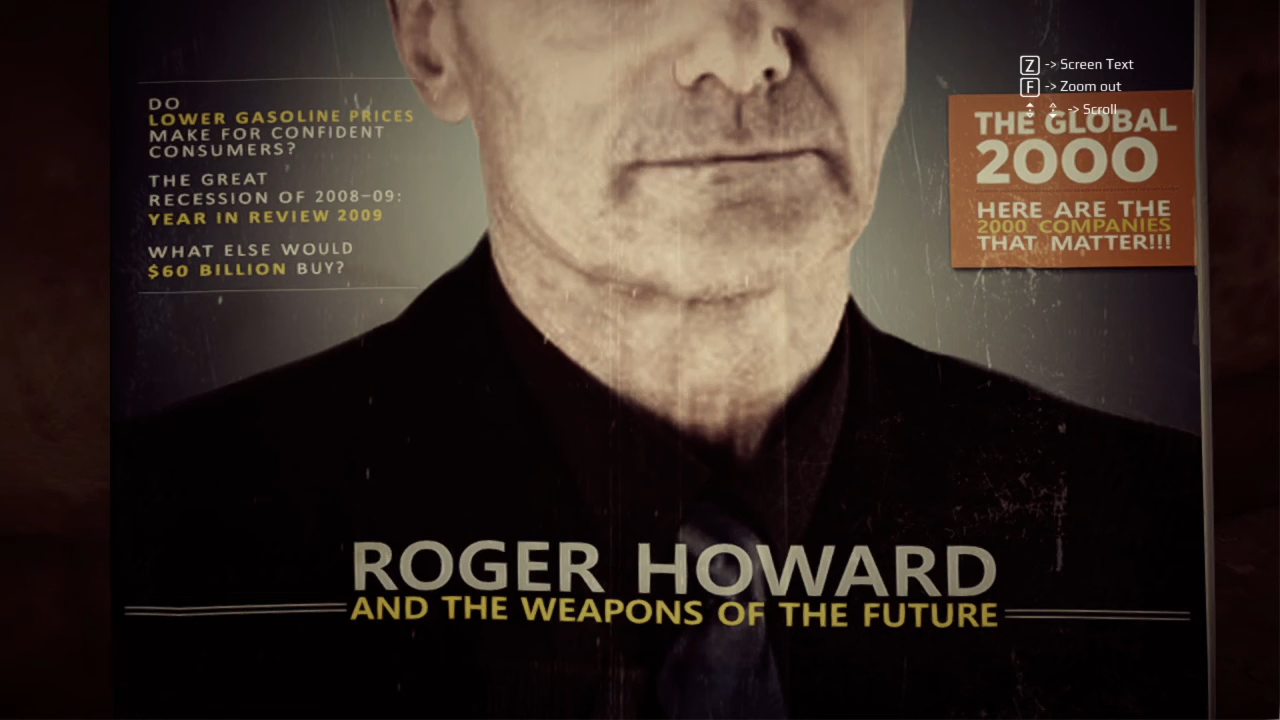 Z -> Screen Text
F -> Zoom out
-> Scroll
DO
LOWER GASOLINE PRICES
MAKE FOR CONFIDENT
CONSUMERS?
THE GREAT
RECESSION OF 2008-09:
YEAR IN REVIEW 2009
WHAT ELSE WOULD
$60 BILLION BUY?
THE GLOBAL
2000
HERE ARE THE
2000 COMPANIES
THAT MATTER!!!
ROGER HOWARD
AND THE WEAPONS OF THE FUTURE